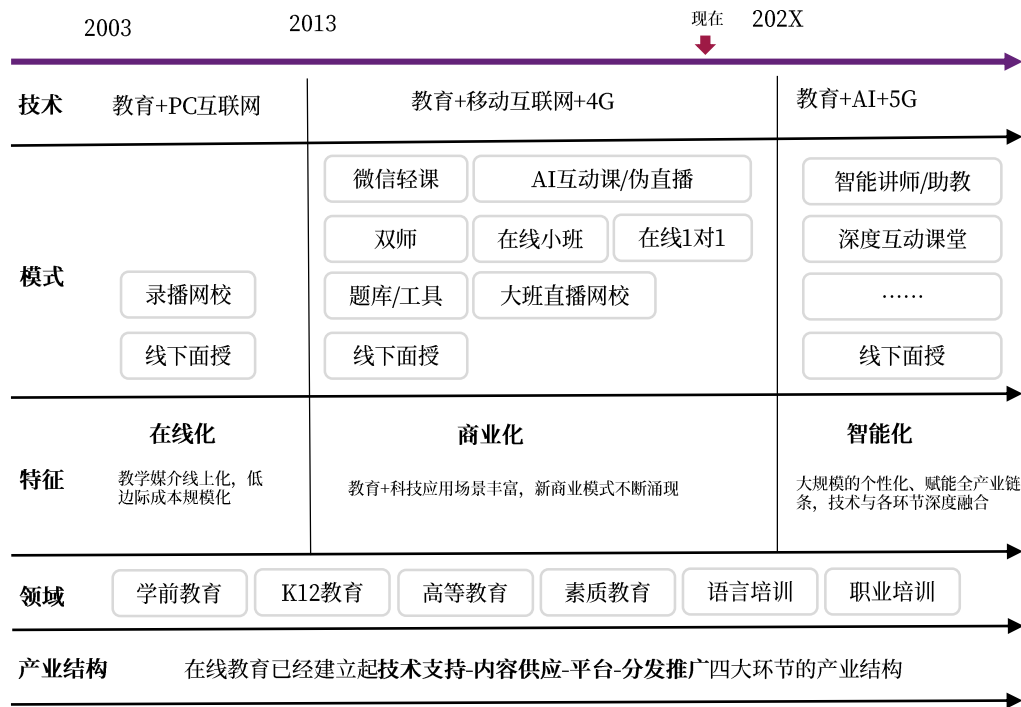 2003
2013
现在
202X
技术
教育+PC互联网
教育+移动互联网+4G
教育+AI+5G
模式
微信轻课
AI互动课/伪直播
智能讲师/助教
双师
在线小班
在线1对1
深度互动课堂
录播网校
题库/工具
大班直播网校
……
线下面授
线下面授
线下面授
特征
在线化
商业化
智能化
教学媒介线上化，低
边际成本规模化
教育+科技应用场景丰富，新商业模式不断涌现
大规模的个性化、赋能全产业链
条，技术与各环节深度融合
领域
学前教育
K12教育
高等教育
素质教育
语言培训
职业培训
产业结构
在线教育已经建立起技术支持-内容供应-平台-分发推广四大环节的产业结构